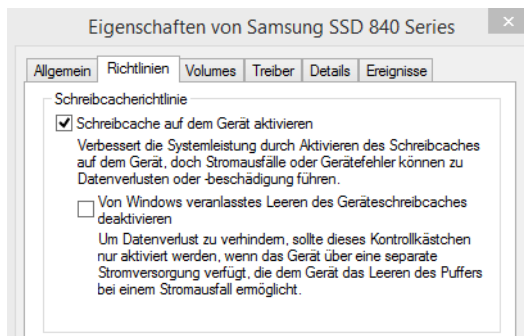 Eigenschaften von Samsung SSD 840 Series
Allgemein Richtlinien Volumes Treiber Details Ereignisse
Schreibcacherichtlinie
Schreibcache auf dem Gerät aktivieren
Verbessert die Systemleistung durch Aktivieren des Schreibcaches
auf dem Gerät, doch Stromausfälle oder Gerätefehler können zu
Datenverlusten oder -beschädigung führen.
Von Windows veranlasstes Leeren des Geräteschreibcaches
deaktivieren
Um Datenverlust zu verhindern, sollte dieses Kontrollkästchen
nur aktiviert werden, wenn das Gerät über eine separate
Stromversorgung verfügt, die dem Gerät das Leeren des Puffers
bei einem Stromausfall ermöglicht.